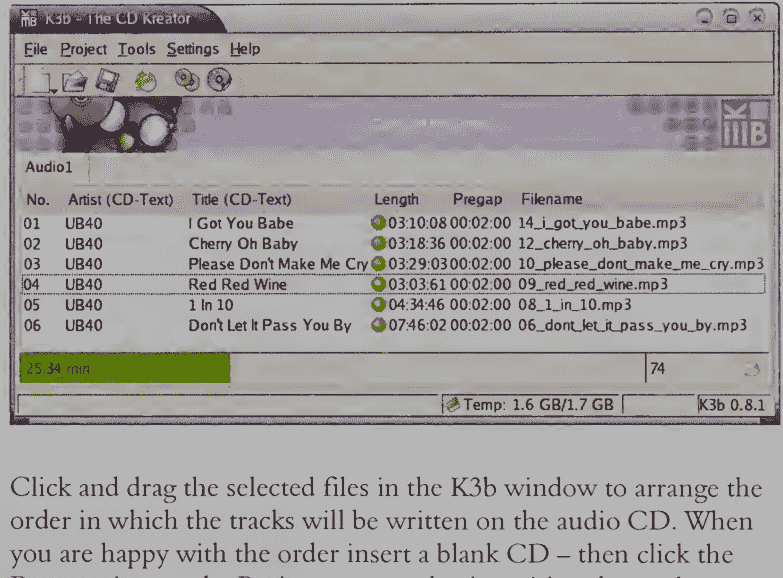 K3b - The CD Kreator
File Project Tools Settings Help
K3B
Audio1
No. Artist (CD-Text) Title (CD-Text) Length Pregap Filename
01 UB40 I Got You Babe 03:10:08 00:02:00 14_i_got_you_babe.mp3
02 UB40 Cherry Oh Baby 03:18:36 00:02:00 12_cherry_oh_baby.mp3
03 UB40 Please Don't Make Me Cry 03:29:03 00:02:00 10_please_dont_make_me_cry.mp3
04 UB40 Red Red Wine 03:03:61 00:02:00 09_red_red_wine.mp3
05 UB40 1 In 10 04:34:46 00:02:00 08_1_in_10.mp3
06 UB40 Don't Let It Pass You By 07:46:02 00:02:00 06_dont_let_it_pass_you_by.mp3
25.34 min 74
Temp: 1.6 GB/1.7 GB K3b 0.8.1
Click and drag the selected files in the K3b window to arrange the
order in which the tracks will be written on the audio CD. When
you are happy with the order insert a blank CD – then click the